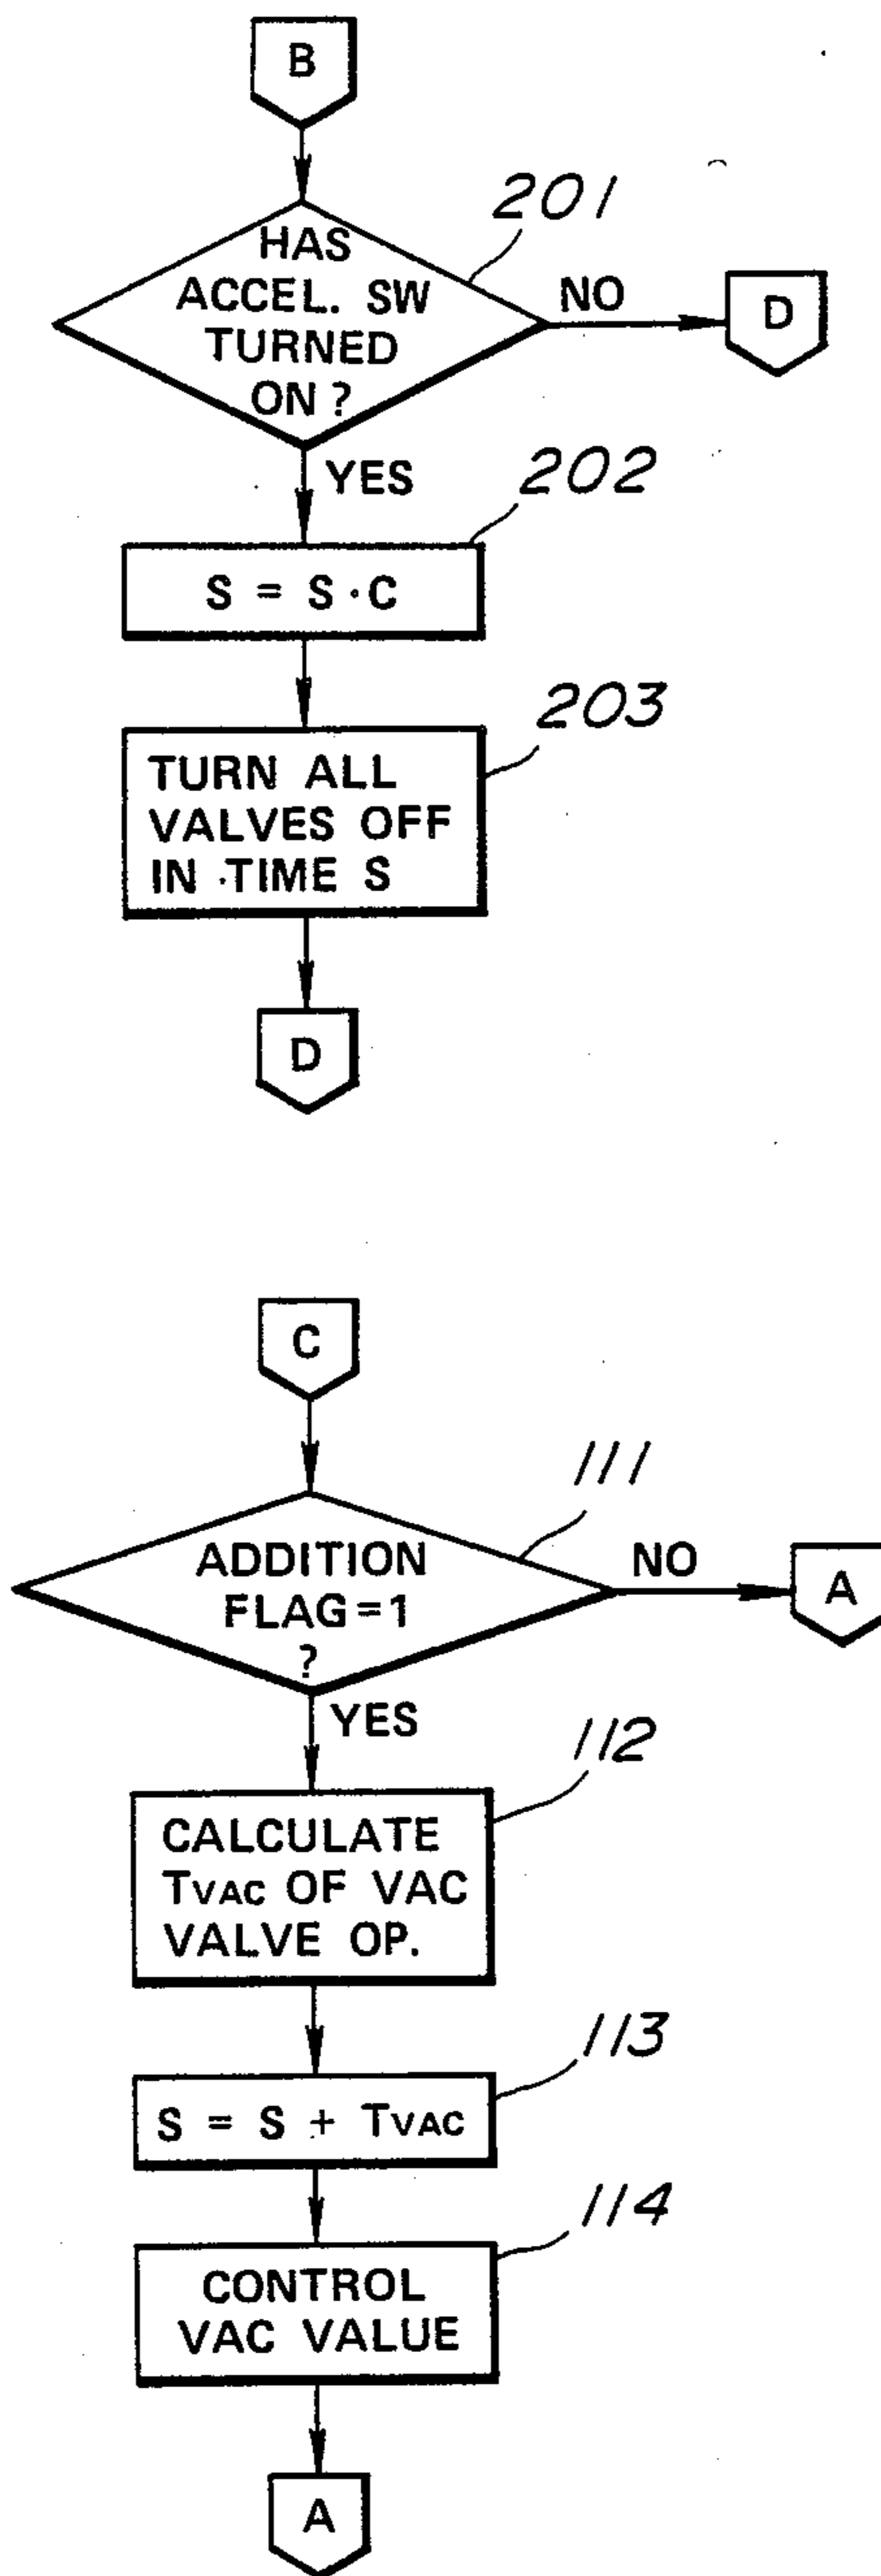 B
201
HAS
ACCEL. SW
TURNED
ON ?
NO
D
YES
202
S = S · C
203
TURN ALL
VALVES OFF
IN TIME S
D
C
111
ADDITION
FLAG=1
?
NO
A
YES
112
CALCULATE
TVAC OF VAC
VALVE OP.
113
S = S + TVAC
114
CONTROL
VAC VALUE
A